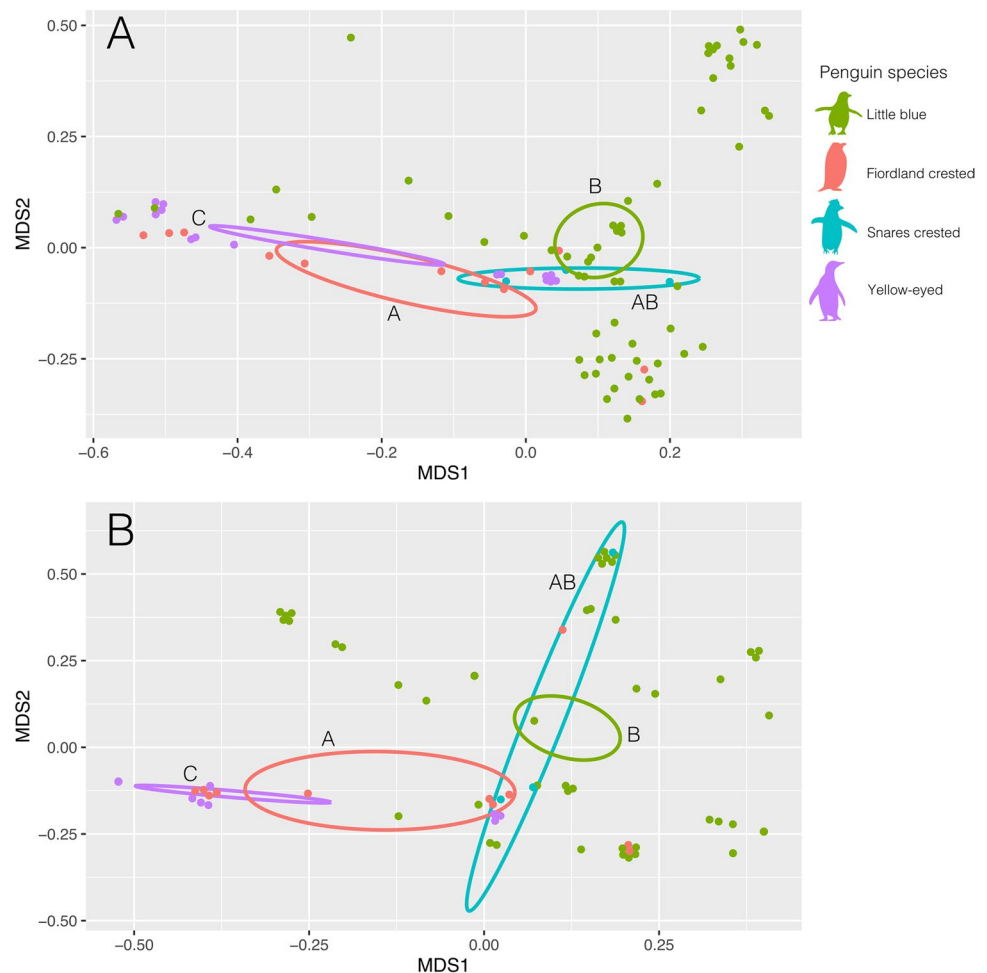 A
0.50
0.25
0.00
−0.25
MDS2
C
A
B
AB
−0.6
−0.4
−0.2
0.0
0.2
MDS1
Penguin species
Little blue
Fiordland crested
Snares crested
Yellow-eyed
B
0.50
0.25
0.00
−0.25
−0.50
MDS2
AB
A
B
C
−0.50
−0.25
0.00
0.25
MDS1